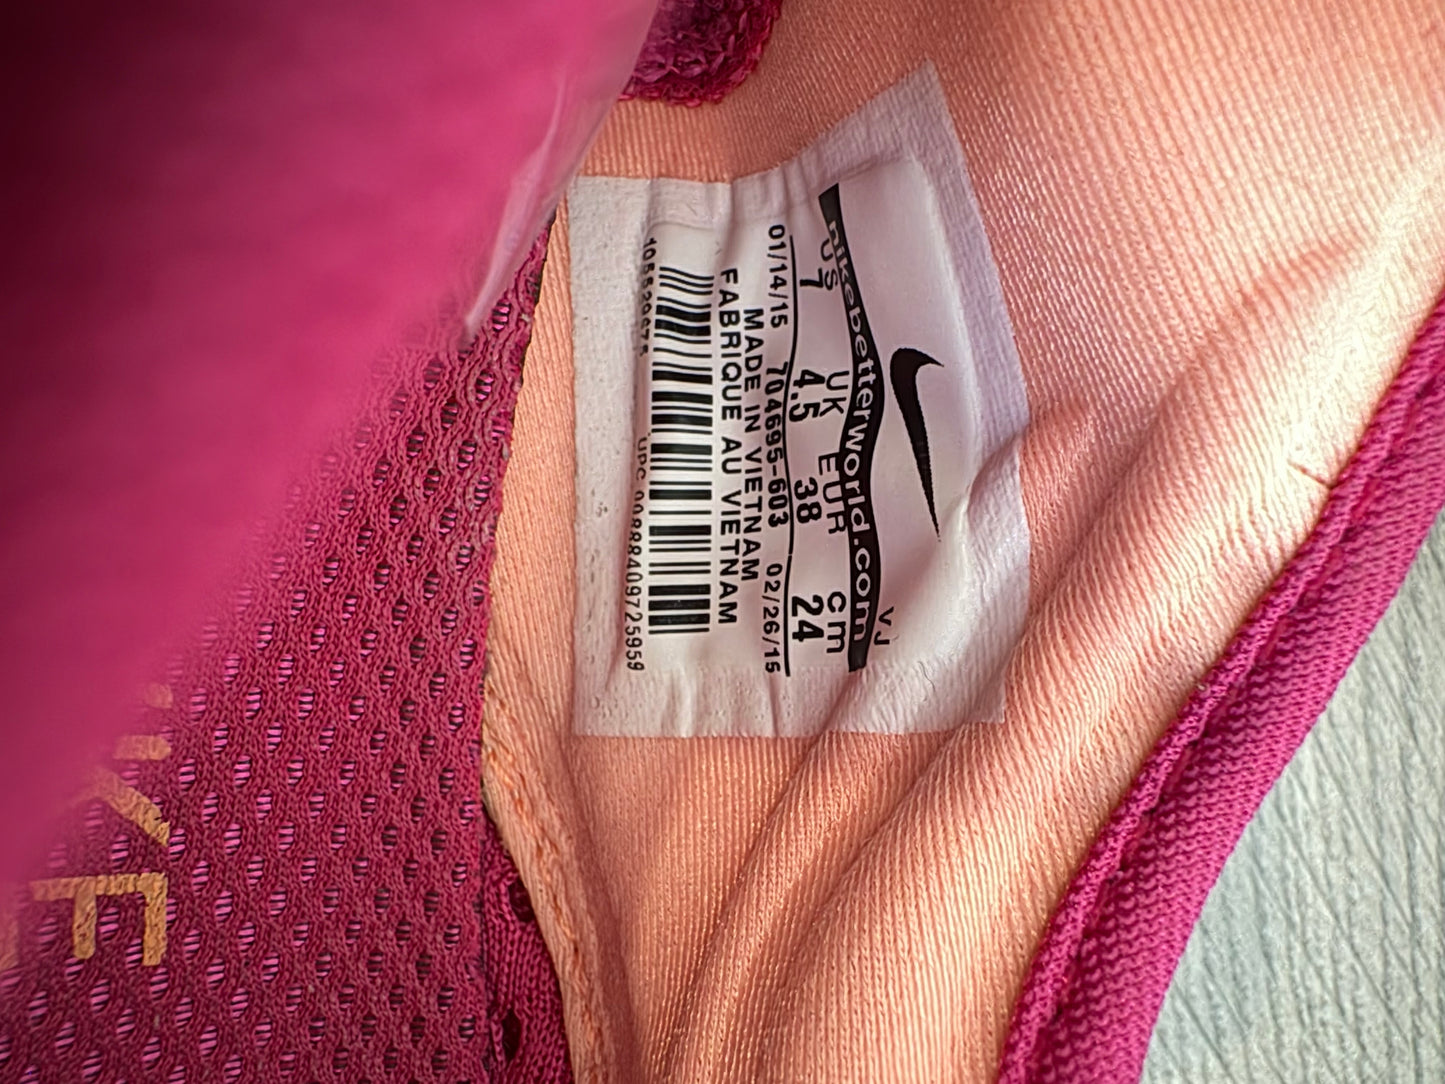 VJ
nikebetterworld.com
US UK EUR cm
7 4.5 38 24
01/14/15 704695-603 02/26/15
MADE IN VIETNAM
FABRIQUE AU VIETNAM
UPC 00888409725959